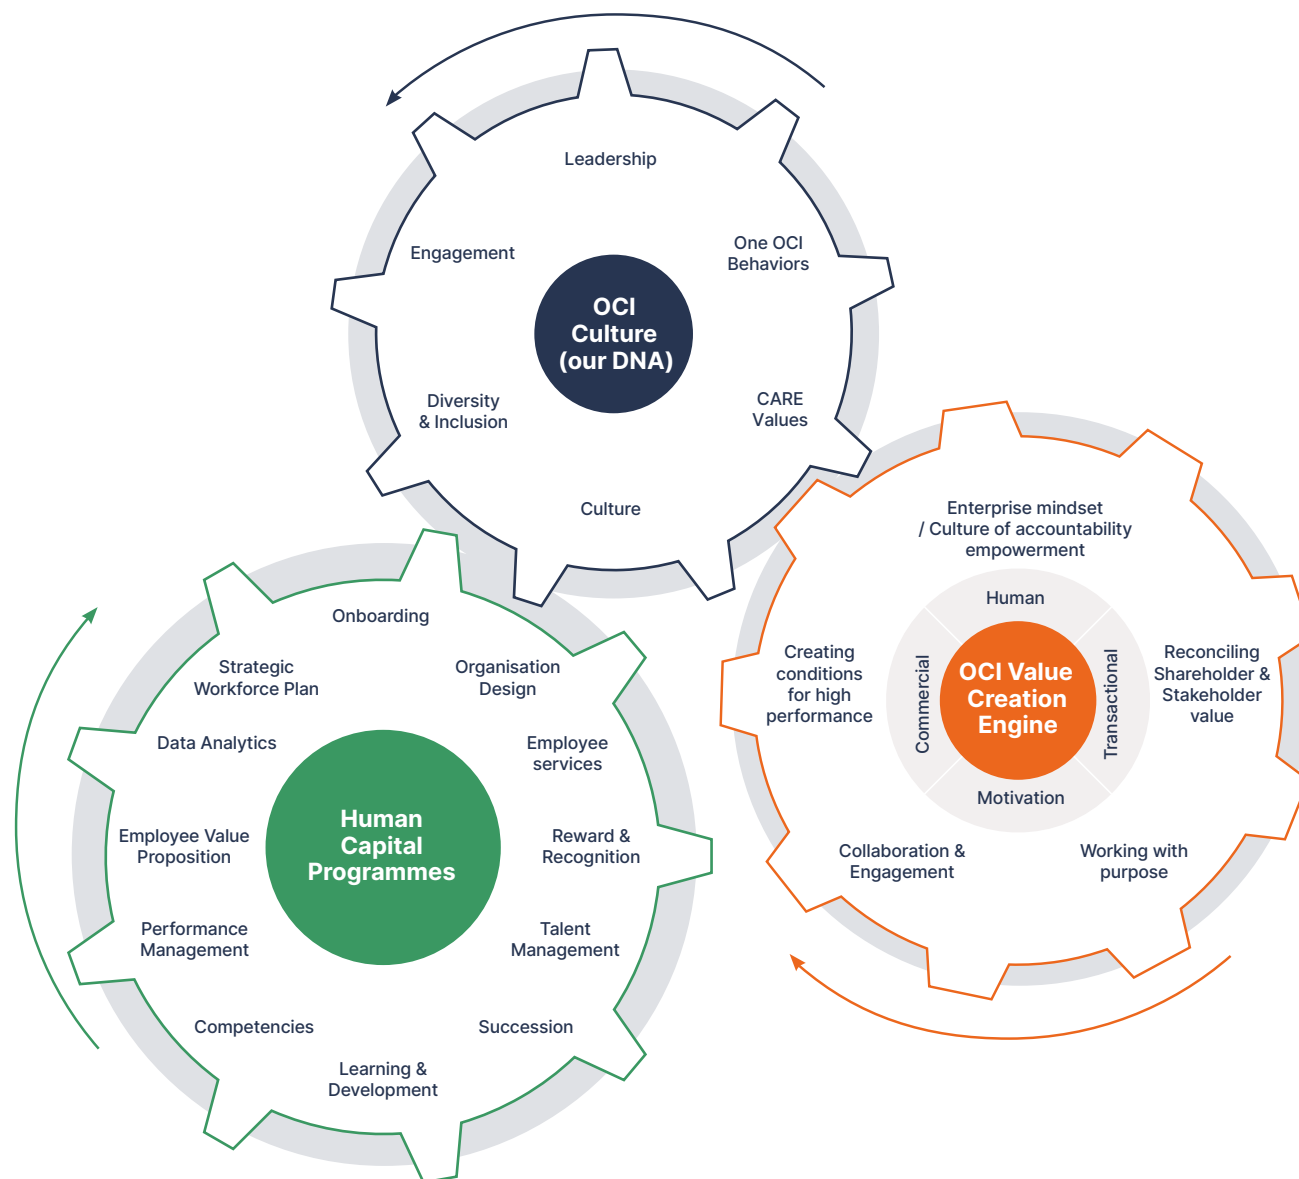 Leadership
Engagement
One OCI
Behaviors
OCI
Culture
(our DNA)
Diversity
& Inclusion
CARE
Values
Culture
Enterprise mindset
/ Culture of accountability
empowerment
Human
Creating
conditions
for high
performance
Commercial
OCI Value
Creation
Engine
Transactional
Reconciling
Shareholder &
Stakeholder
value
Motivation
Collaboration &
Engagement
Working with
purpose
Onboarding
Strategic
Workforce Plan
Organisation
Design
Data Analytics
Employee
services
Employee Value
Proposition
Human
Capital
Programmes
Reward &
Recognition
Performance
Management
Talent
Management
Competencies
Succession
Learning &
Development